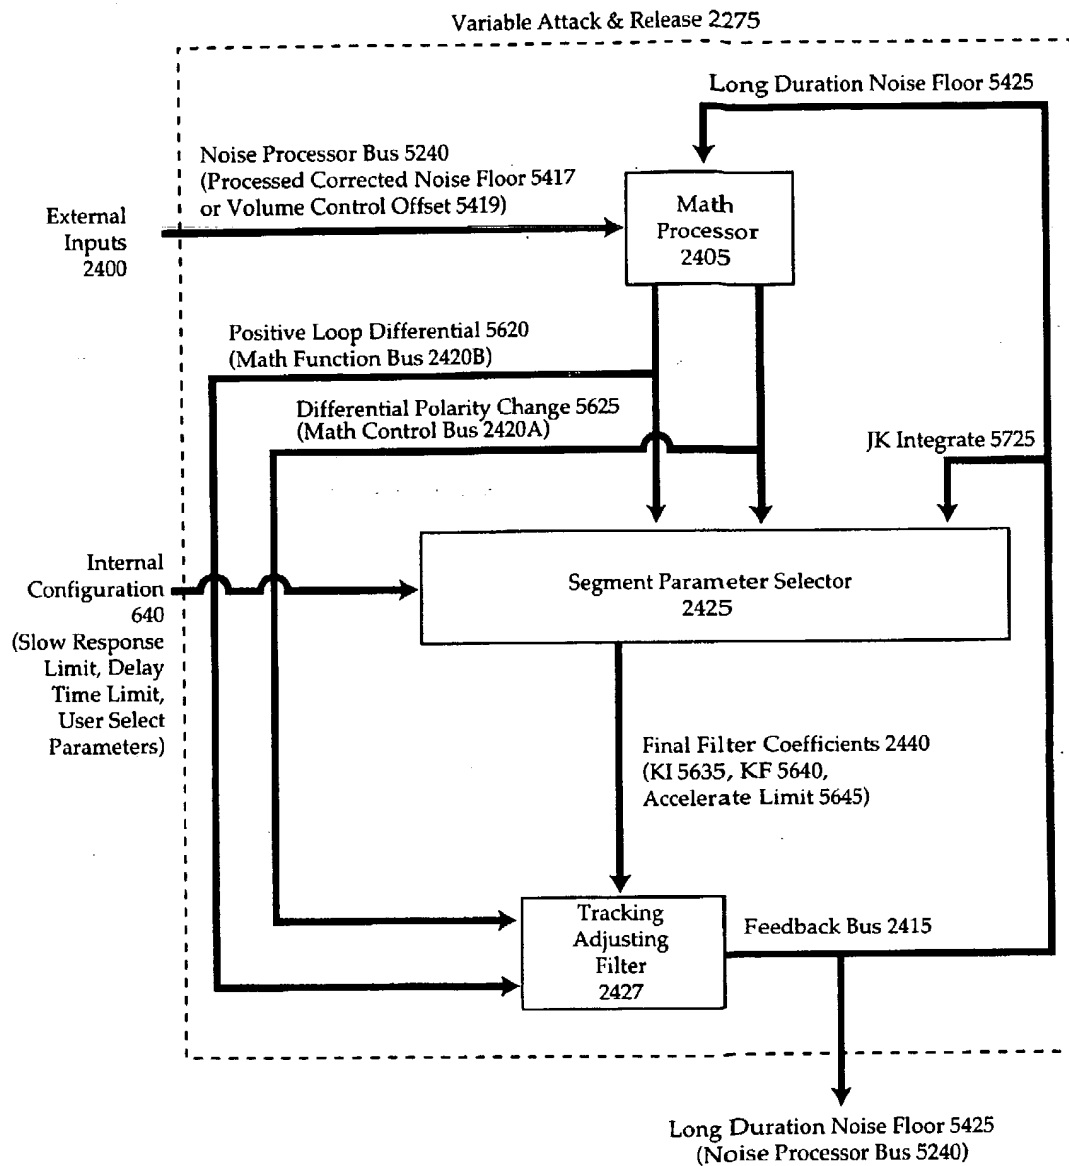 Variable Attack & Release 2275
Long Duration Noise Floor 5425
Noise Processor Bus 5240
(Processed Corrected Noise Floor 5417
or Volume Control Offset 5419)
External
Inputs
2400
Math
Processor
2405
Positive Loop Differential 5620
(Math Function Bus 2420B)
Differential Polarity Change 5625
(Math Control Bus 2420A)
JK Integrate 5725
Internal
Configuration
640
(Slow Response
Limit, Delay
Time Limit,
User Select
Parameters)
Segment Parameter Selector
2425
Final Filter Coefficients 2440
(KI 5635, KF 5640,
Accelerate Limit 5645)
Tracking
Adjusting
Filter
2427
Feedback Bus 2415
Long Duration Noise Floor 5425
(Noise Processor Bus 5240)